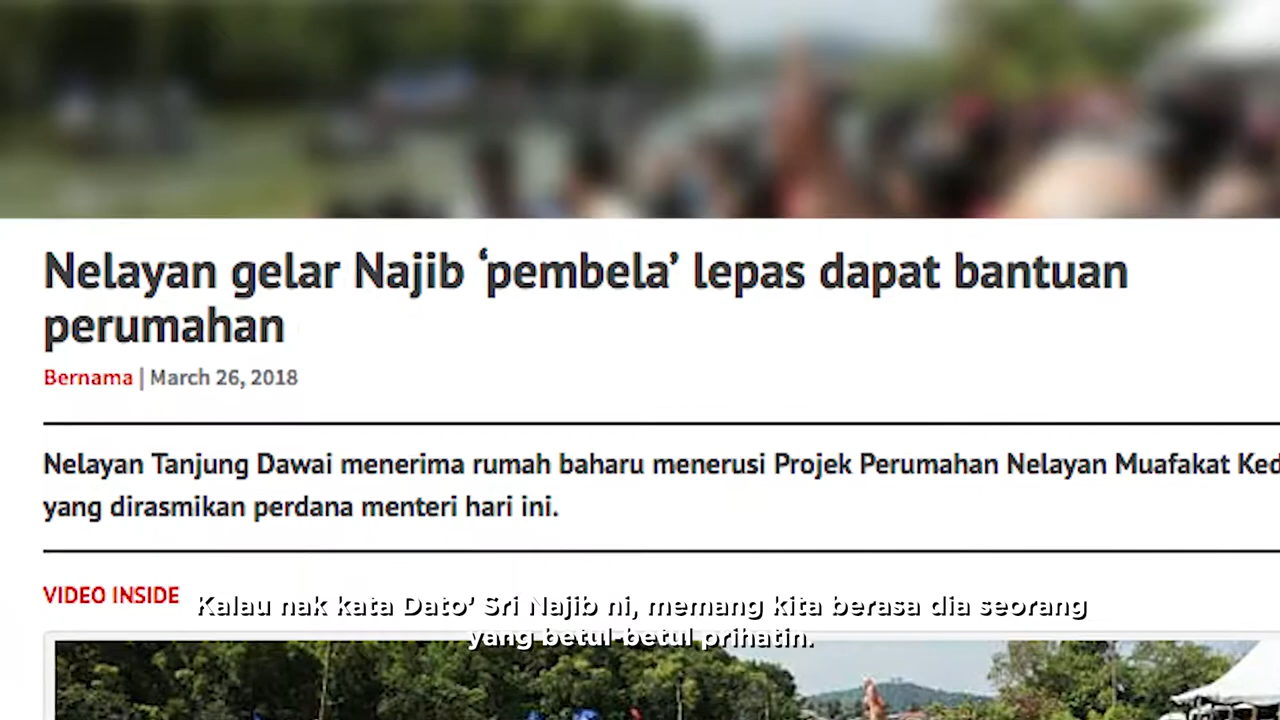 Nelayan gelar Najib ‘pembela’ lepas dapat bantuan
perumahan
Bernama | March 26, 2018
Nelayan Tanjung Dawai menerima rumah baharu menerusi Projek Perumahan Nelayan Muafakat Ked
yang dirasmikan perdana menteri hari ini.
VIDEO INSIDE
Kalau nak kata Dato’ Sri Najib ni, memang kita berasa dia seorang
yang betul-betul prihatin.